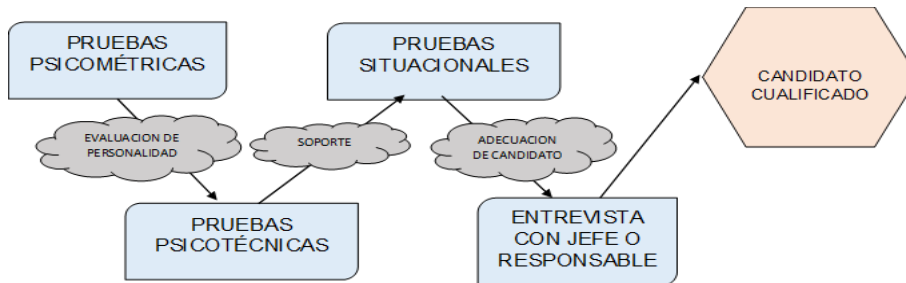 PRUEBAS
PSICOMÉTRICAS
EVALUACION DE
PERSONALIDAD
PRUEBAS
PSICOTÉCNICAS
SOPORTE
PRUEBAS
SITUACIONALES
ADECUACION
DE CANDIDATO
ENTREVISTA
CON JEFE O
RESPONSABLE
CANDIDATO
CUALIFICADO